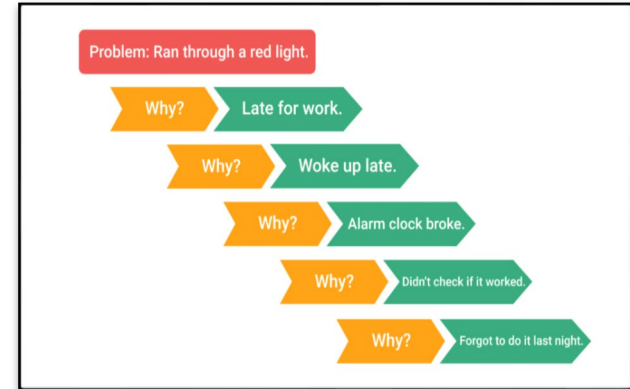 Problem: Ran through a red light.
Why? Late for work.
Why? Woke up late.
Why? Alarm clock broke.
Why? Didn't check if it worked.
Why? Forgot to do it last night.